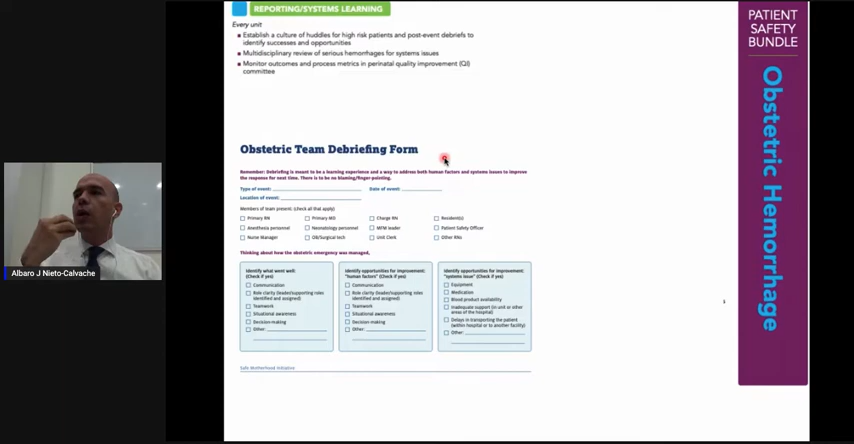 REPORTING/SYSTEMS LEARNING
Every unit
■ Establish a culture of huddles for high risk patients and post-event debriefs to
identify successes and opportunities
■ Multidisciplinary review of serious hemorrhages for systems issues
■ Monitor outcomes and process metrics in perinatal quality improvement (QI)
committee
PATIENT
SAFETY
BUNDLE
Obstetric Hemorrhage
Obstetric Team Debriefing Form
Remember: Debriefing is meant to be a learning experience and a way to address both human factors and systems issues to improve
the response for next time. There is to be no blaming/finger-pointing.
Type of event: Date of event:
Location of event:
Members of team present: (check all that apply)
Primary RN Primary MD Charge RN Resident(s)
Anesthesia personnel Neonatology personnel MFM leader Patient Safety Officer
Nurse Manager OB/Surgical tech Unit Clerk Other RNs
Thinking about how the obstetric emergency was managed,
Identify what went well:
(Check if yes)
Communication
Role clarity (leader/supporting roles
identified and assigned)
Teamwork
Situational awareness
Decision-making
Other:
Identify opportunities for improvement:
"human factors" (Check if yes)
Communication
Role clarity (leader/supporting roles
identified and assigned)
Teamwork
Situational awareness
Decision-making
Other:
Identify opportunities for improvement:
"systems issue" (Check if yes)
Equipment
Medication
Blood product availability
Inadequate support (in unit or other
areas of the hospital)
Delays in transporting the patient
(within hospital or to another facility)
Other:
Safe Motherhood Initiative
Albaro J Nieto-Calvache